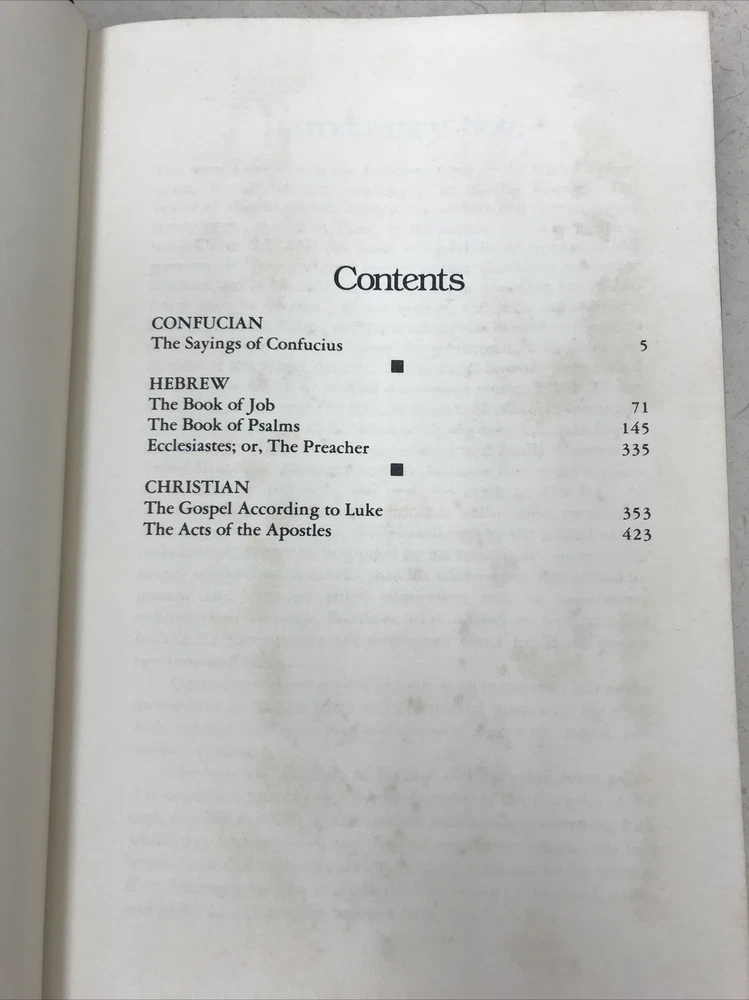 Contents
CONFUCIAN
The Sayings of Confucius 5
HEBREW
The Book of Job 71
The Book of Psalms 145
Ecclesiastes; or, The Preacher 335
CHRISTIAN
The Gospel According to Luke 353
The Acts of the Apostles 423